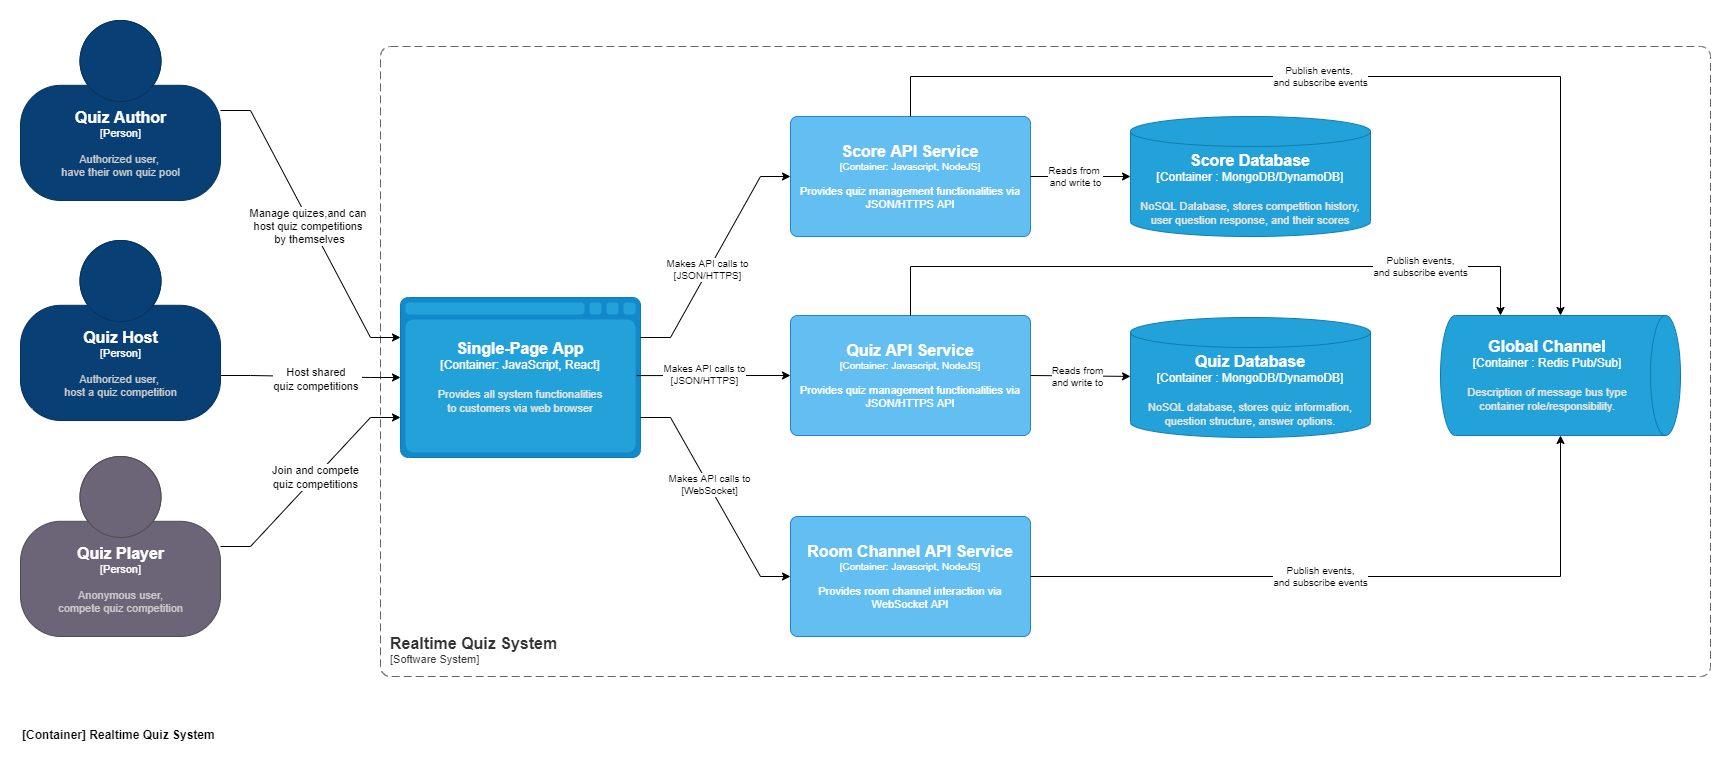 Quiz Author
[Person]
Authorized user,
have their own quiz pool
Manage quizes,and can
host quiz competitions
by themselves
Quiz Host
[Person]
Authorized user,
host a quiz competition
Host shared
quiz competitions
Quiz Player
[Person]
Anonymous user,
compete quiz competition
Join and compete
quiz competitions
Single-Page App
[Container: JavaScript, React]
Provides all system functionalities
to customers via web browser
Makes API calls to
[JSON/HTTPS]
Makes API calls to
[JSON/HTTPS]
Makes API calls to
[WebSocket]
Score API Service
[Container: Javascript, NodeJS]
Provides quiz management functionalities via
JSON/HTTPS API
Reads from
and write to
Score Database
[Container : MongoDB/DynamoDB]
NoSQL Database, stores competition history,
user question response, and their scores
Publish events,
and subscribe events
Quiz API Service
[Container: Javascript, NodeJS]
Provides quiz management functionalities via
JSON/HTTPS API
Reads from
and write to
Quiz Database
[Container : MongoDB/DynamoDB]
NoSQL database, stores quiz information,
question structure, answer options.
Publish events,
and subscribe events
Global Channel
[Container : Redis Pub/Sub]
Description of message bus type
container role/responsibility.
Room Channel API Service
[Container: Javascript, NodeJS]
Provides room channel interaction via
WebSocket API
Publish events,
and subscribe events
Realtime Quiz System
[Software System]
[Container] Realtime Quiz System